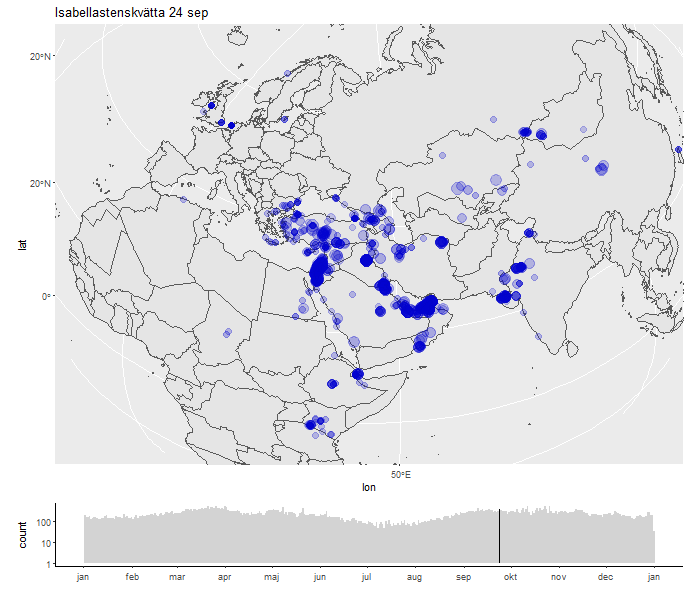 Isabellastenskvätta 24 sep
20°N
20°N
0°
lat
50°E
lon
count
100
10
1
jan feb mar apr maj jun jul aug sep okt nov dec jan